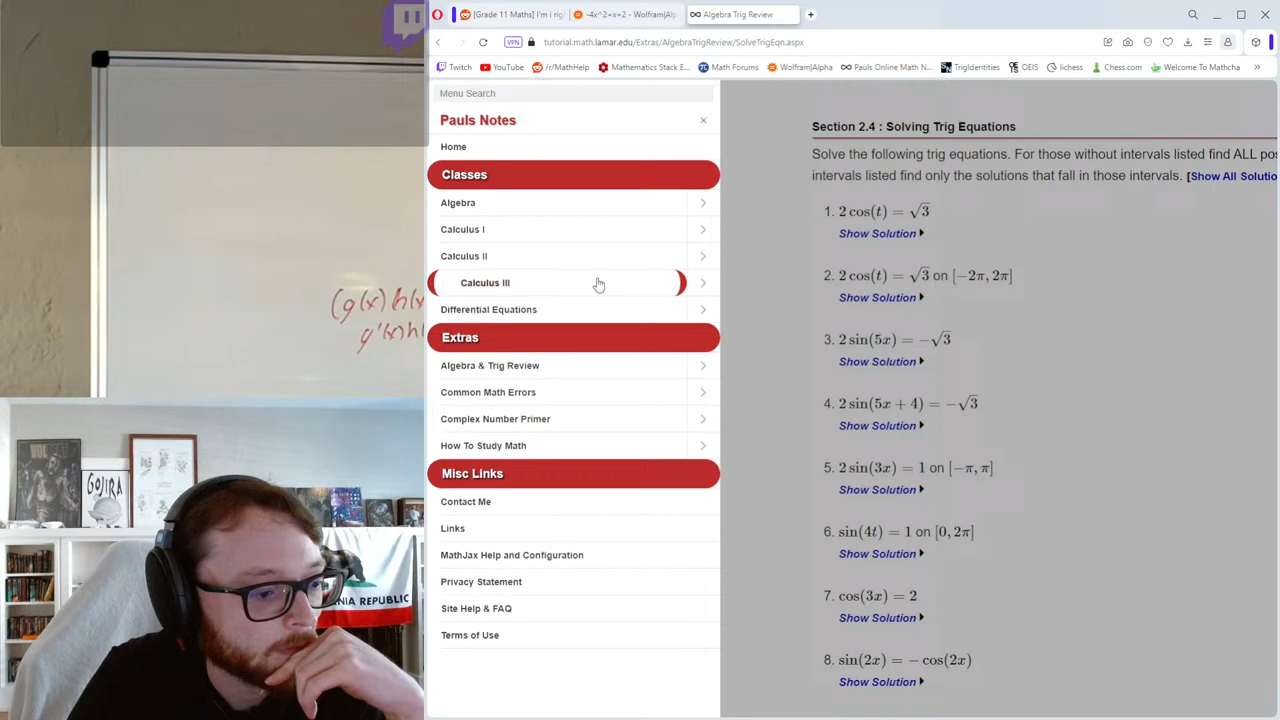 [Grade 11 Maths] I'm i rig
-4x^2+x+2 - Wolfram|Alp
Algebra Trig Review
VPN
tutorial.math.lamar.edu/Extras/AlgebraTrigReview/SolveTrigEqn.aspx
Twitch
YouTube
/r/MathHelp
Mathematics Stack E...
Math Forums
Wolfram|Alpha
Pauls Online Math N...
TrigIdentities
OEIS
lichess
Chess.com
Welcome To Mathcha
Menu Search
Pauls Notes
Home
Classes
Algebra
Calculus I
Calculus II
Calculus III
Differential Equations
Extras
Algebra & Trig Review
Common Math Errors
Complex Number Primer
How To Study Math
Misc Links
Contact Me
Links
MathJax Help and Configuration
Privacy Statement
Site Help & FAQ
Terms of Use
Section 2.4 : Solving Trig Equations
Solve the following trig equations. For those without intervals listed find ALL pos
intervals listed find only the solutions that fall in those intervals. [Show All Solutio
1. 2 cos(t) = √3
Show Solution
2. 2 cos(t) = √3 on [−2π, 2π]
Show Solution
3. 2 sin(5x) = −√3
Show Solution
4. 2 sin(5x + 4) = −√3
Show Solution
5. 2 sin(3x) = 1 on [−π, π]
Show Solution
6. sin(4t) = 1 on [0, 2π]
Show Solution
7. cos(3x) = 2
Show Solution
8. sin(2x) = − cos(2x)
Show Solution
(g(x)h(x
g'(x)h(
GOJIRA
NIA REPUBLIC